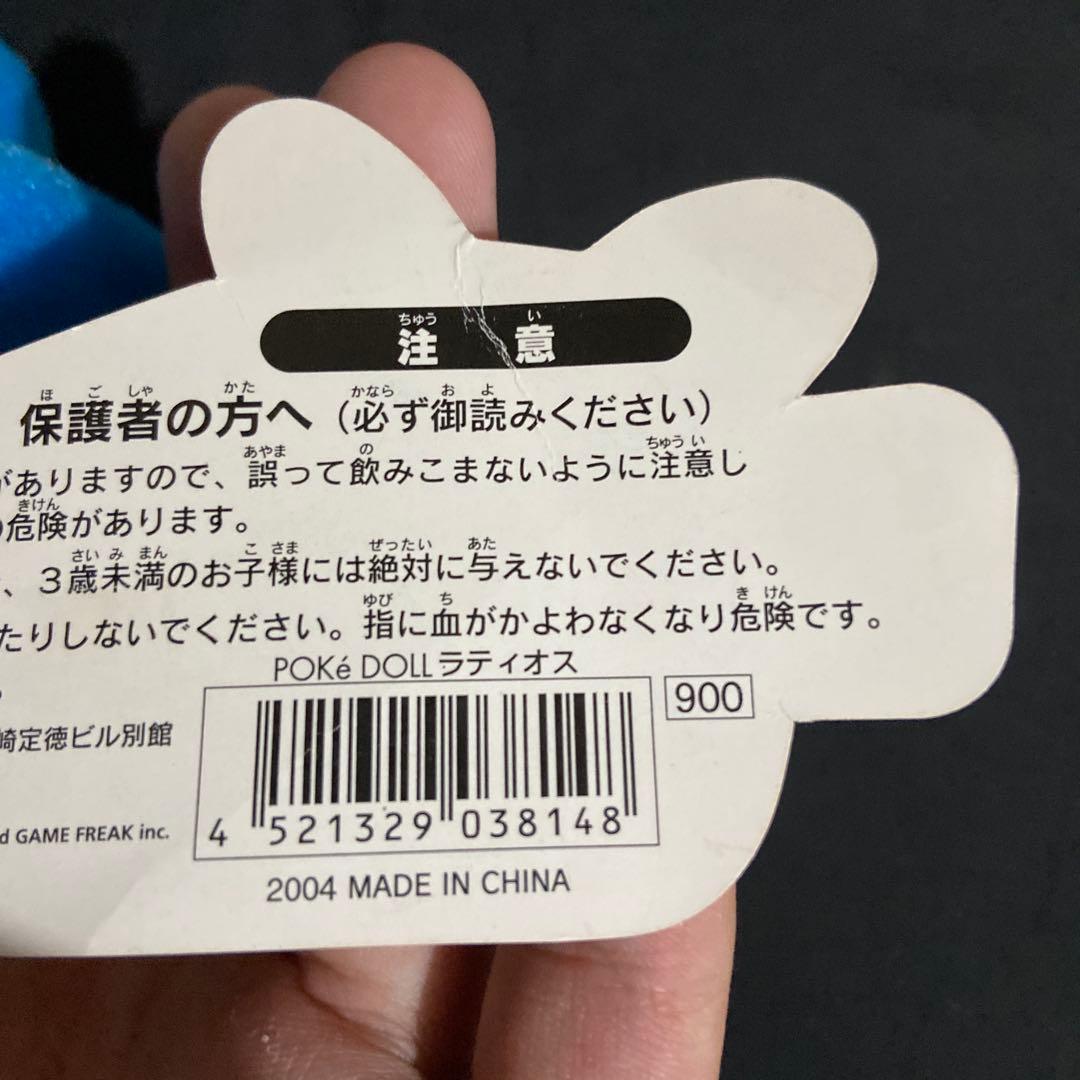 注意
保護者の方へ（必ず御読みください）
がありますので、誤って飲みこまないように注意し
の危険があります。
、3歳未満のお子様には絶対に与えないでください。
たりしないでください。指に血がかよわなくなり危険です。
。
POKé DOLL ラティオス
900
崎定徳ビル別館
4 521329 038148
d GAME FREAK inc.
2004 MADE IN CHINA